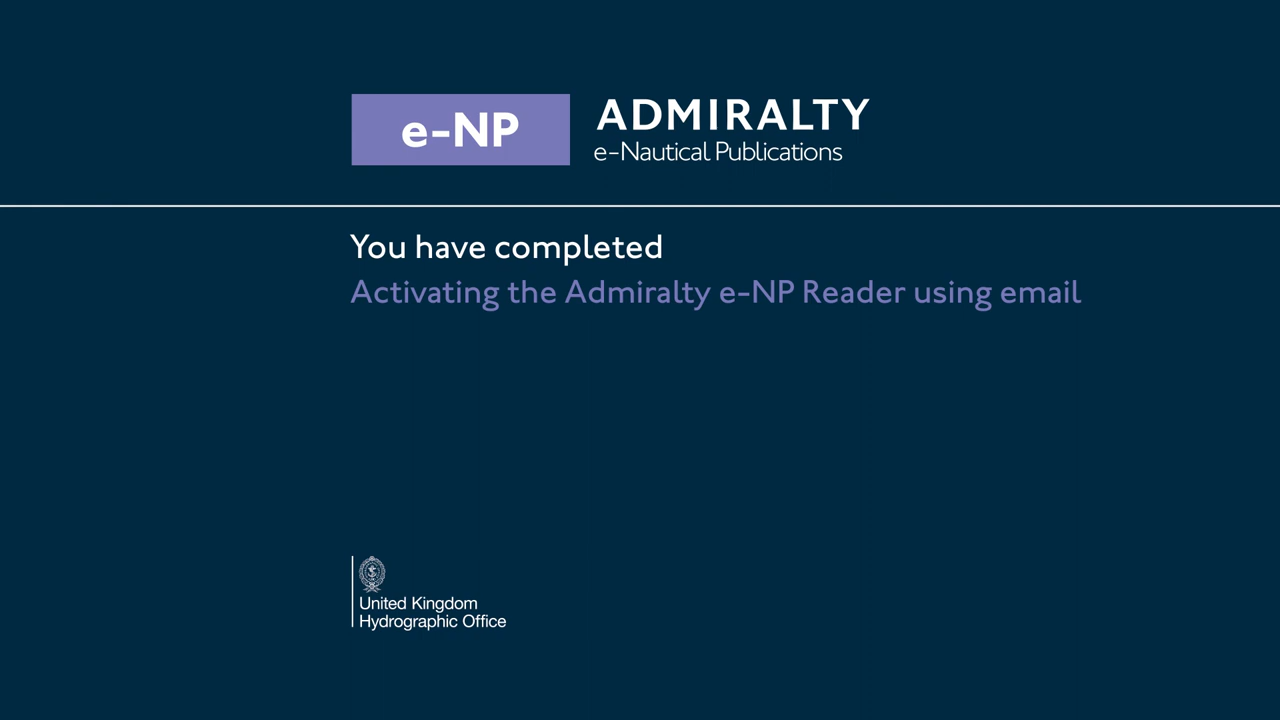 e-NP
ADMIRALTY
e-Nautical Publications
You have completed
Activating the Admiralty e-NP Reader using email
United Kingdom
Hydrographic Office